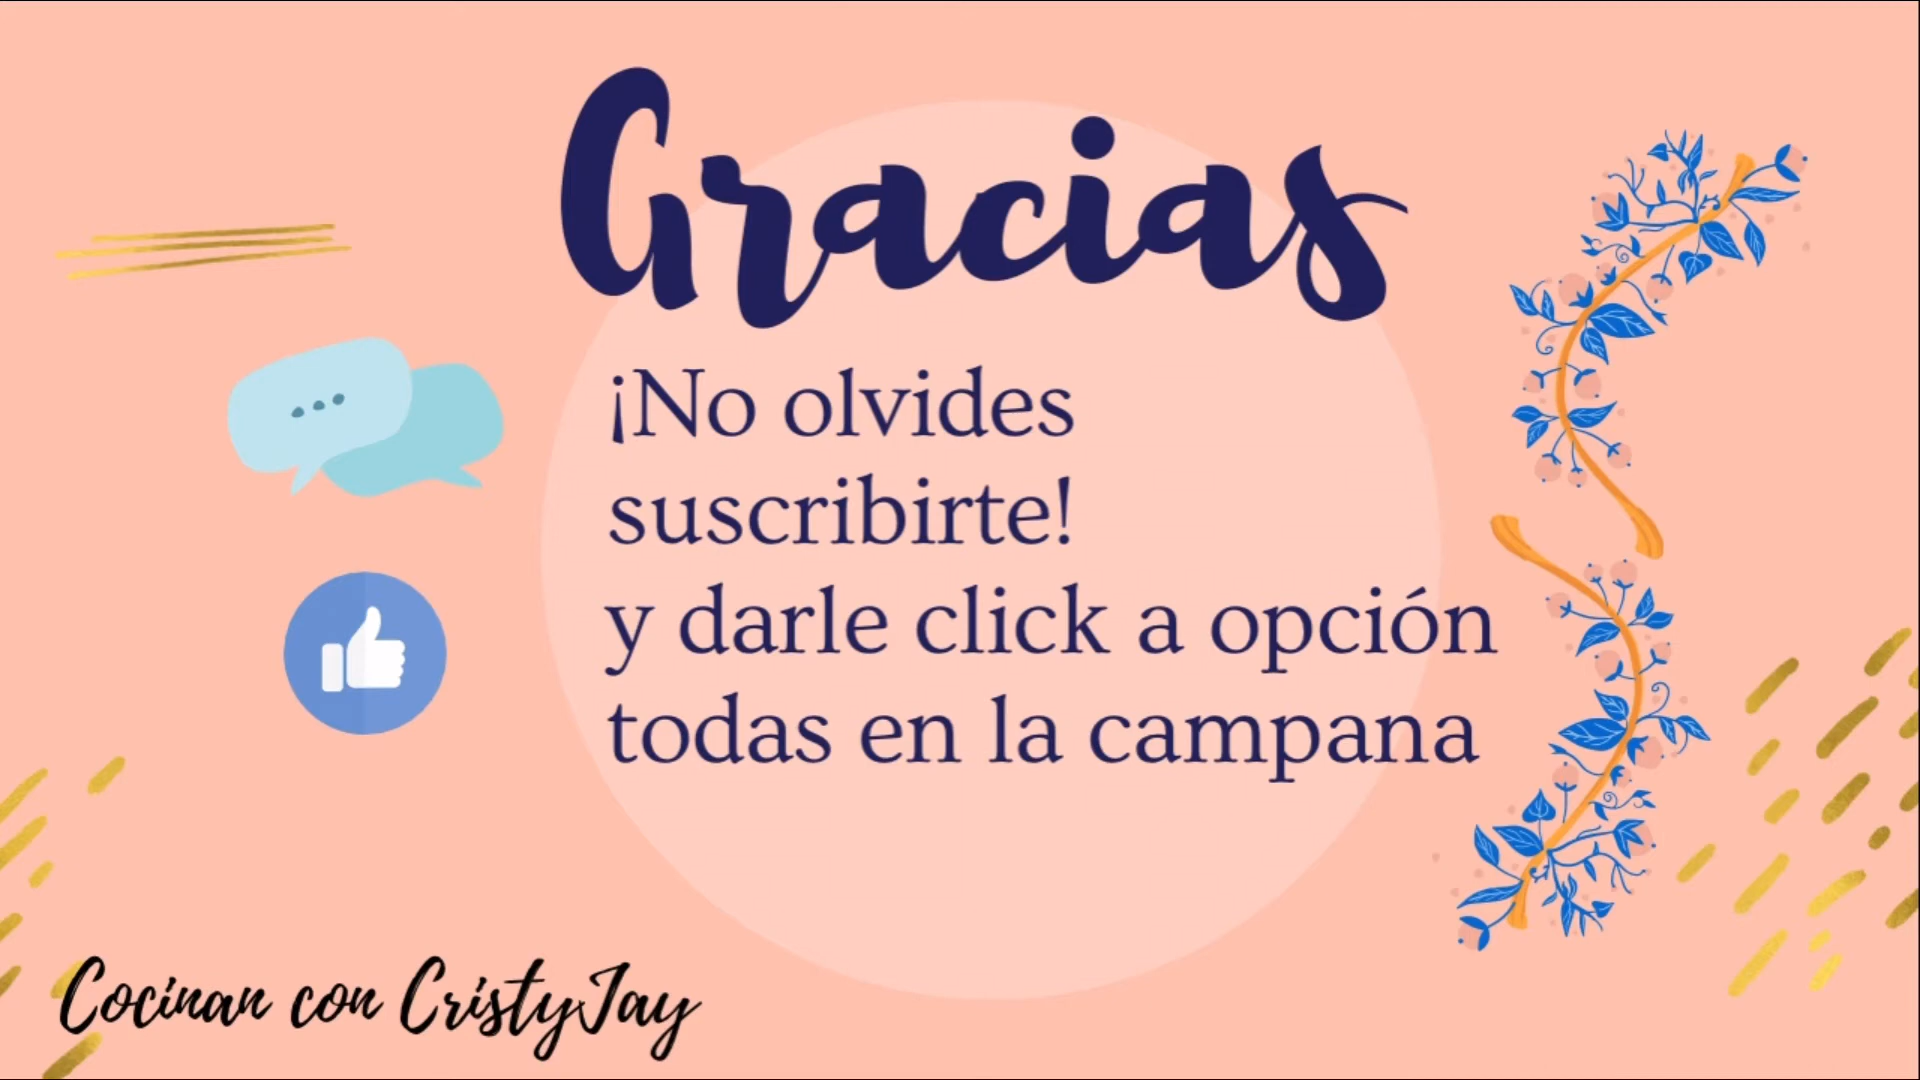 Gracias
¡No olvides
suscribirte!
y darle click a opción
todas en la campana
Cocinan con CristyJay